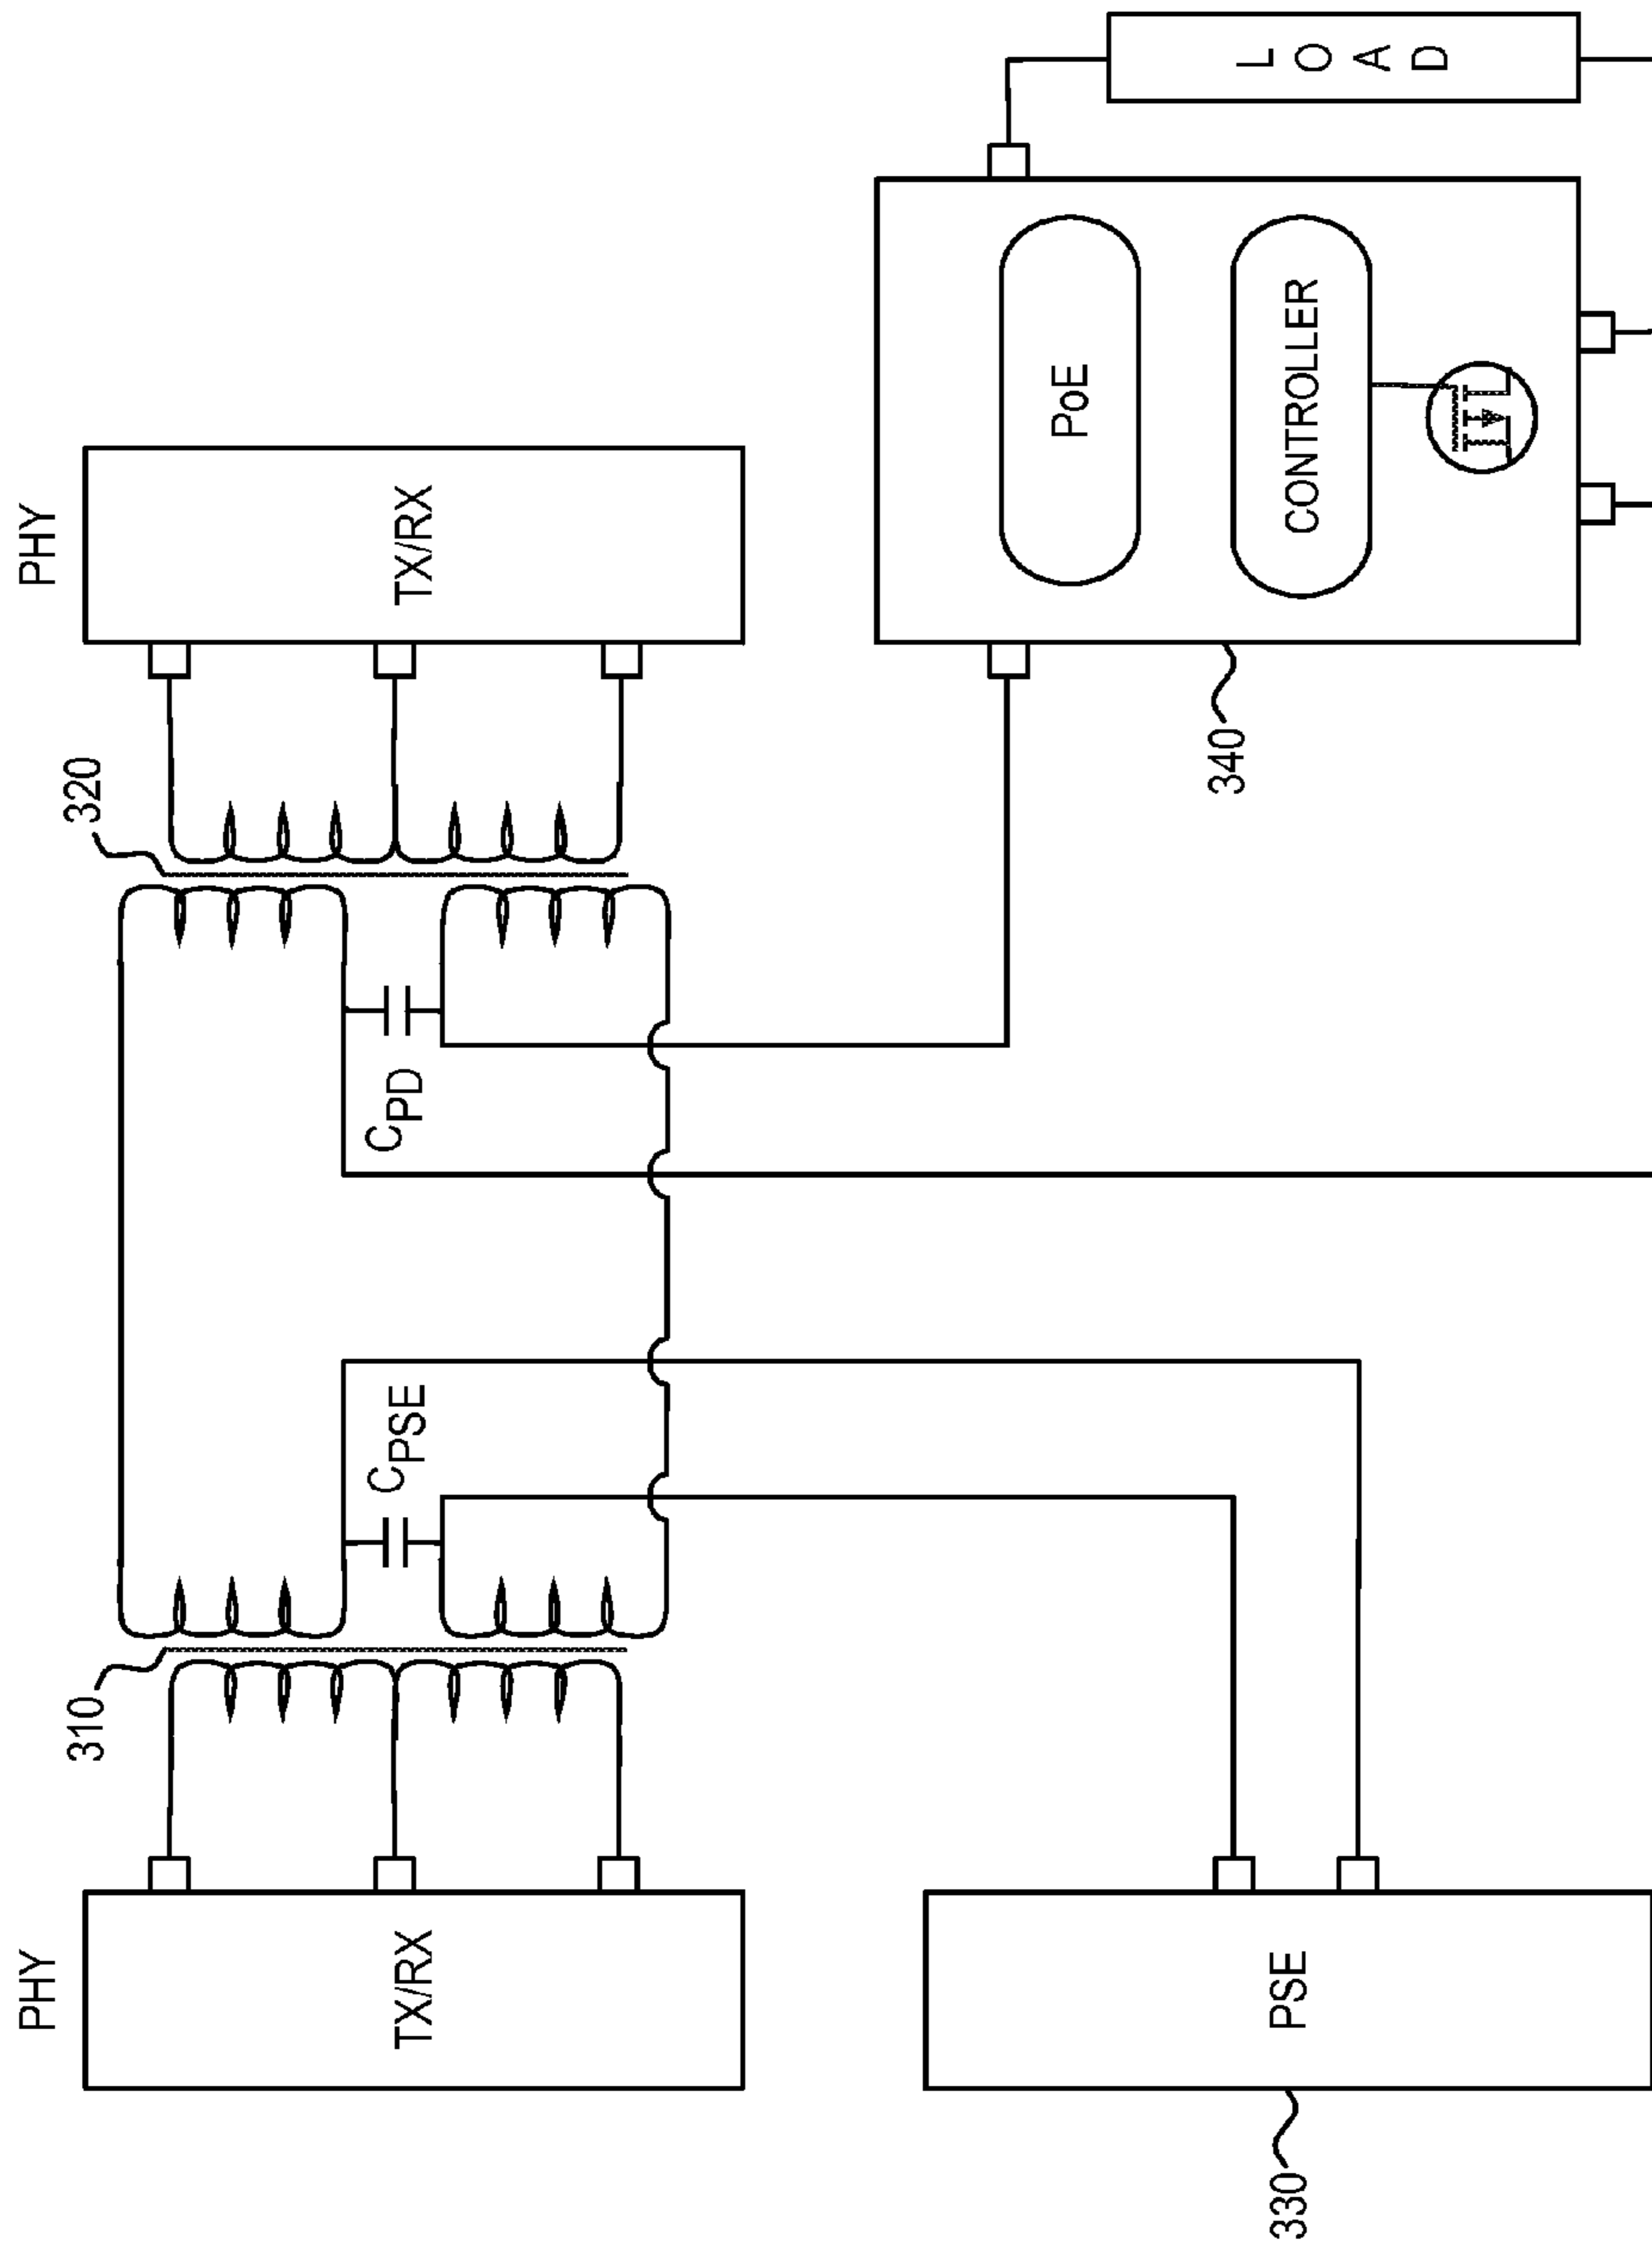 PHY
PHY
TX/RX
TX/RX
310
320
CPSE
CPD
330
PSE
340
PoE
CONTROLLER
LOAD